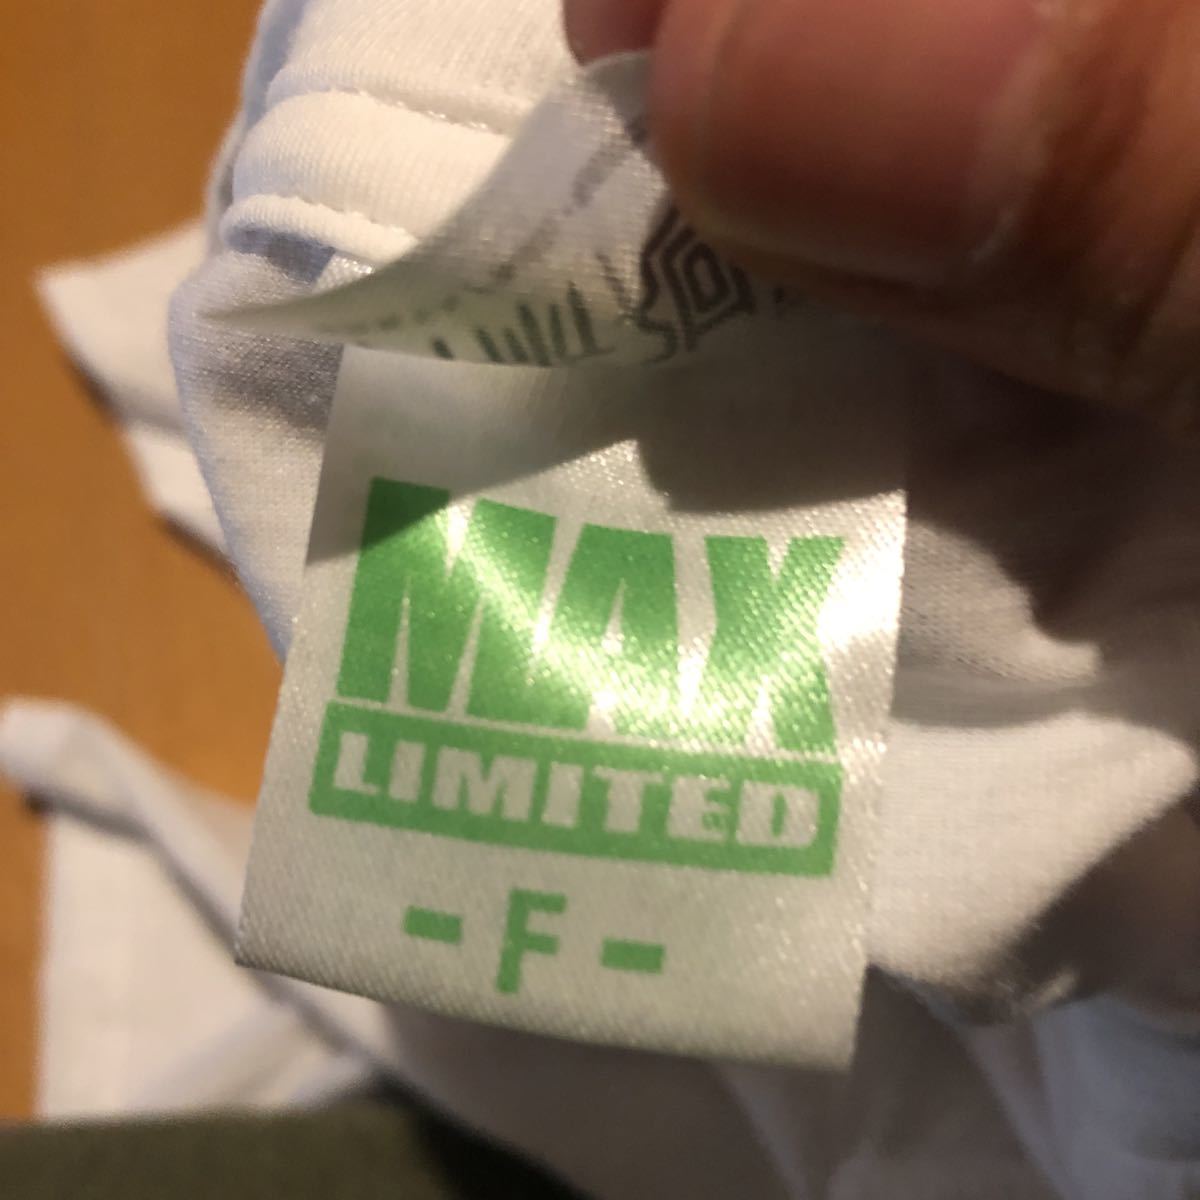 MAX
LIMITED
- F -